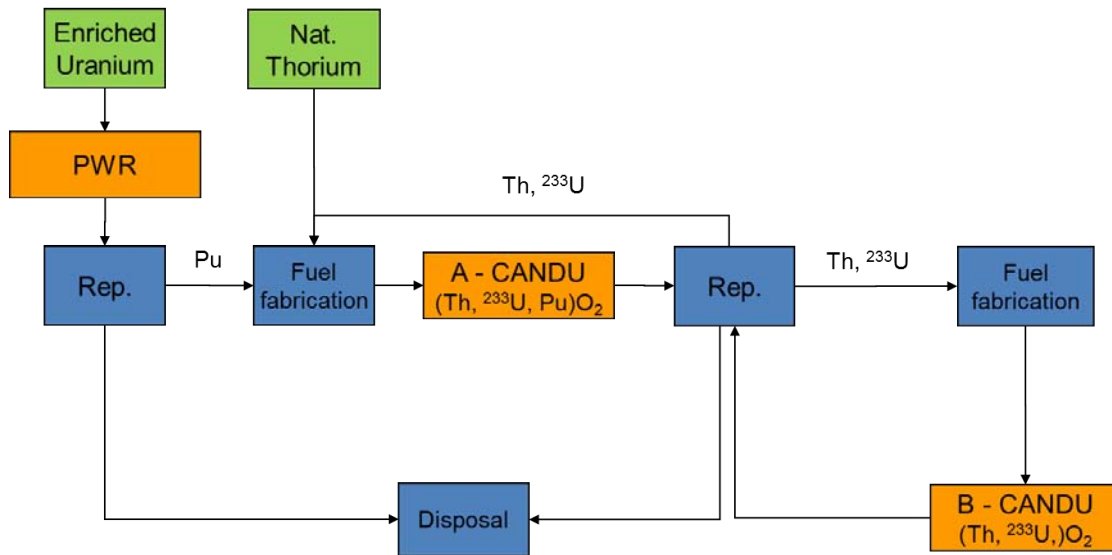 Enriched
Uranium
Nat.
Thorium
PWR
Th, ²³³U
Rep.
Pu
Fuel
fabrication
A - CANDU
(Th, ²³³U, Pu)O₂
Rep.
Th, ²³³U
Fuel
fabrication
Disposal
B - CANDU
(Th, ²³³U,)O₂